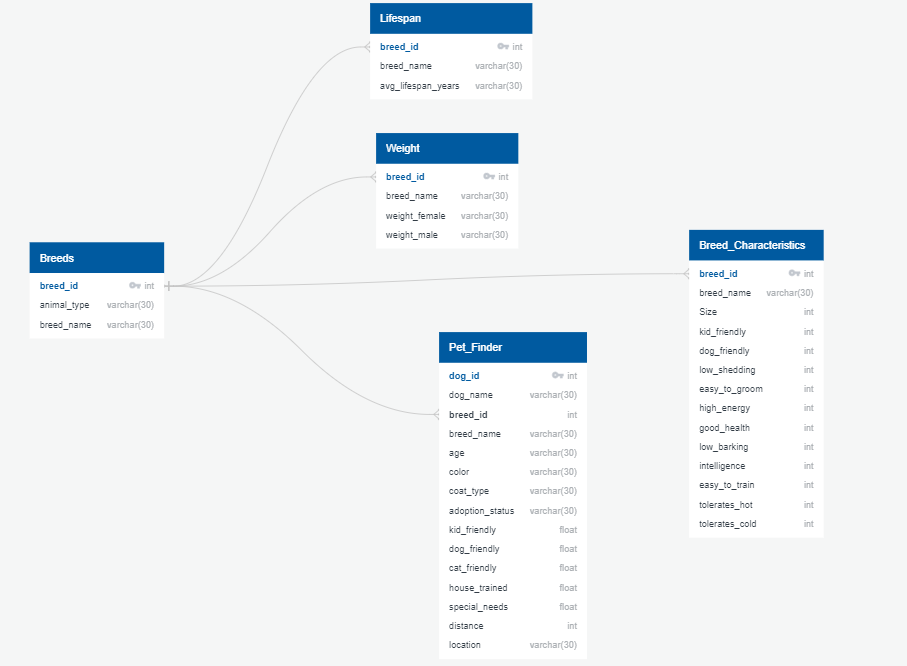 Lifespan
breed_id int
breed_name varchar(30)
avg_lifespan_years varchar(30)
Weight
breed_id int
breed_name varchar(30)
weight_female varchar(30)
weight_male varchar(30)
Breeds
breed_id int
animal_type varchar(30)
breed_name varchar(30)
Breed_Characteristics
breed_id int
breed_name varchar(30)
Size int
kid_friendly int
dog_friendly int
low_shedding int
easy_to_groom int
high_energy int
good_health int
low_barking int
intelligence int
easy_to_train int
tolerates_hot int
tolerates_cold int
Pet_Finder
dog_id int
dog_name varchar(30)
breed_id int
breed_name varchar(30)
age varchar(30)
color varchar(30)
coat_type varchar(30)
adoption_status varchar(30)
kid_friendly float
dog_friendly float
cat_friendly float
house_trained float
special_needs float
distance int
location varchar(30)